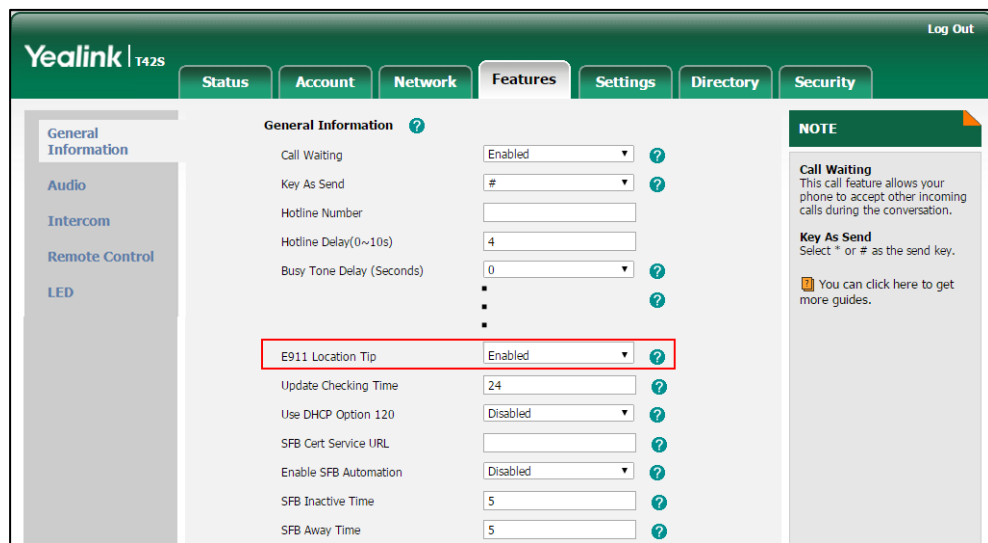 Log Out
Yealink | T42S
Status Account Network Features Settings Directory Security
General
Information
Audio
Intercom
Remote Control
LED
General Information ?
Call Waiting Enabled ?
Key As Send # ?
Hotline Number
Hotline Delay(0~10s) 4
Busy Tone Delay (Seconds) 0 ?
?
E911 Location Tip Enabled ?
Update Checking Time 24 ?
Use DHCP Option 120 Disabled ?
SFB Cert Service URL ?
Enable SFB Automation Disabled ?
SFB Inactive Time 5 ?
SFB Away Time 5 ?
NOTE
Call Waiting
This call feature allows your
phone to accept other incoming
calls during the conversation.
Key As Send
Select * or # as the send key.
? You can click here to get
more guides.